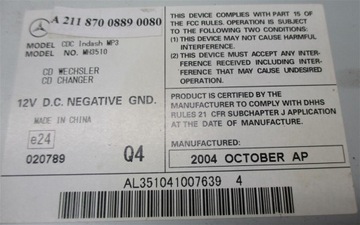 A 211 870 0889 0080
MODEL CDC Indash MP3
MODEL NO. MH3510
CD WECHSLER
CD CHANGER
12V D.C. NEGATIVE GND.
MADE IN CHINA
e24
020789 Q4
THIS DEVICE COMPLIES WITH PART 15 OF
THE FCC RULES. OPERATION IS SUBJECT
TO THE FOLLOWING TWO CONDITIONS:
(1) THIS DEVICE MAY NOT CAUSE HARMFUL
INTERFERENCE.
(2) THIS DEVICE MUST ACCEPT ANY INTER-
FERENCE RECEIVED INCLUDING INTER-
FERENCE THAT MAY CAUSE UNDESIRED
OPERATION.
PRODUCT IS CERTIFIED BY THE
MANUFACTURER TO COMPLY WITH DHHS
RULES 21 CFR SUBCHAPTER J APPLICATION
AT THE DATE OF MANUFACTURE.
MANUFACTURED:
2004 OCTOBER AP
AL351041007639 4